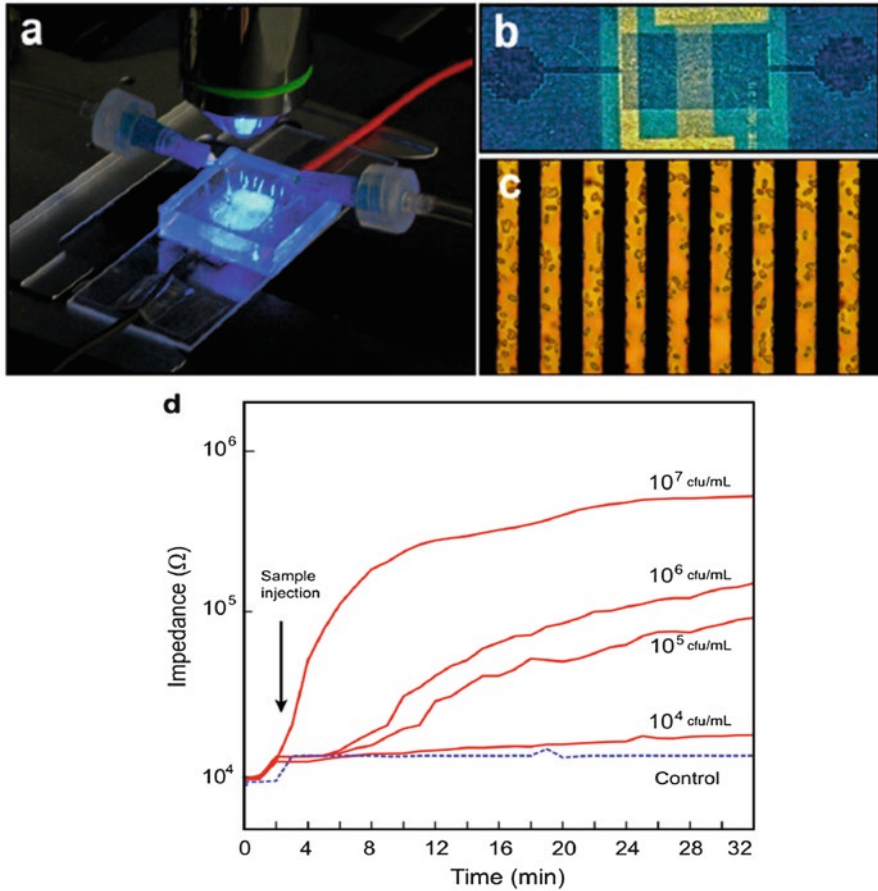 a
b
c
d
10⁶
10⁵
10⁴
Impedance (Ω)
Sample
injection
10⁷ cfu/mL
10⁶ cfu/mL
10⁵ cfu/mL
10⁴ cfu/mL
Control
0 4 8 12 16 20 24 28 32
Time (min)